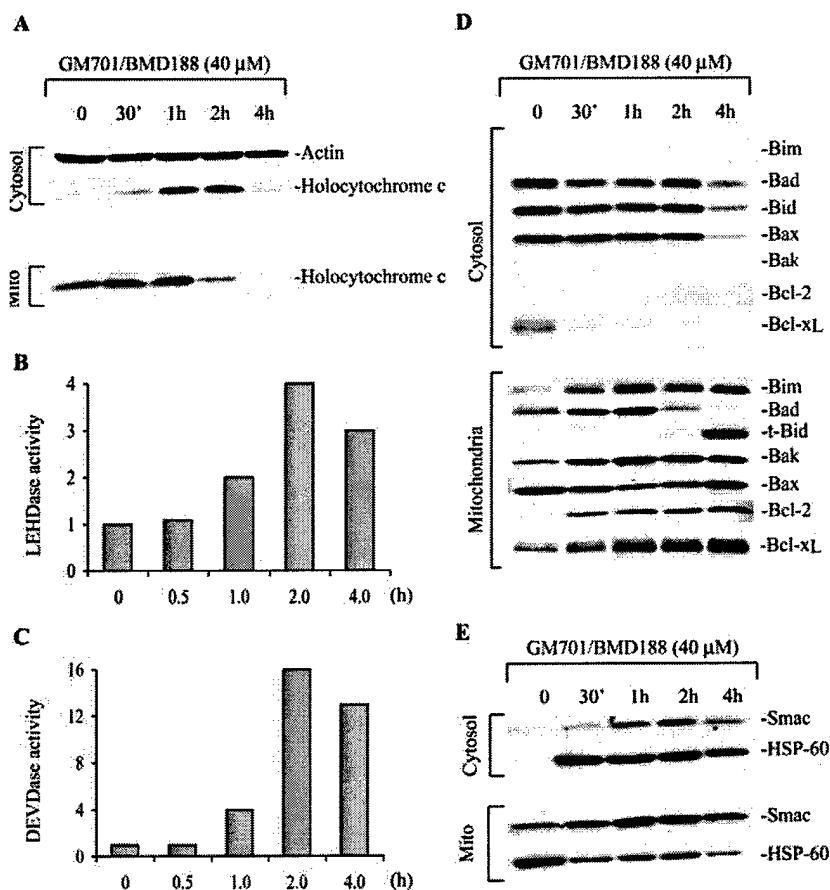 A
GM701/BMD188 (40 µM)
0 30' 1h 2h 4h
Cytosol
-Actin
-Holocytochrome c
Mito
-Holocytochrome c
B
LEHDase activity
4
3
2
1
0
0 0.5 1.0 2.0 4.0 (h)
C
DEVDase activity
16
12
8
4
0
0 0.5 1.0 2.0 4.0 (h)
D
GM701/BMD188 (40 µM)
0 30' 1h 2h 4h
Cytosol
-Bim
-Bad
-Bid
-Bax
-Bak
-Bcl-2
-Bcl-xL
Mitochondria
-Bim
-Bad
-t-Bid
-Bak
-Bax
-Bcl-2
-Bcl-xL
E
GM701/BMD188 (40 µM)
0 30' 1h 2h 4h
Cytosol
-Smac
-HSP-60
Mito
-Smac
-HSP-60